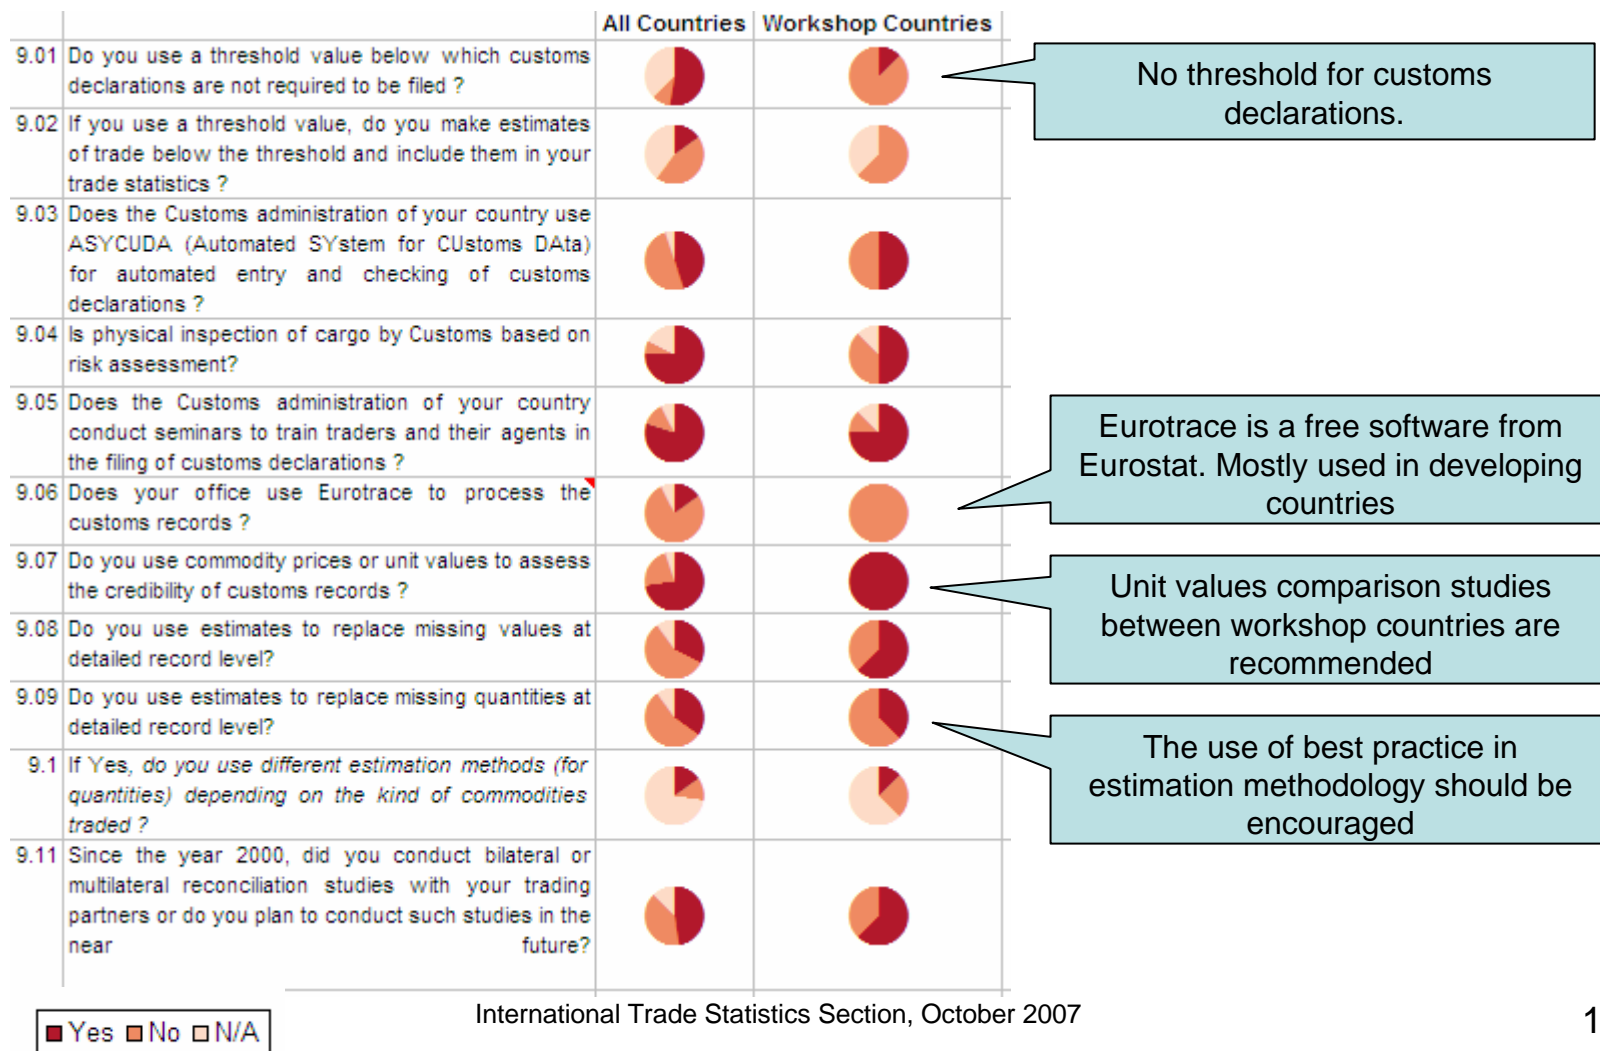 All Countries Workshop Countries
9.01 Do you use a threshold value below which customs
declarations are not required to be filed ?
No threshold for customs
declarations.
9.02 If you use a threshold value, do you make estimates
of trade below the threshold and include them in your
trade statistics ?
9.03 Does the Customs administration of your country use
ASYCUDA (Automated SYstem for CUstoms DAta)
for automated entry and checking of customs
declarations ?
9.04 Is physical inspection of cargo by Customs based on
risk assessment?
9.05 Does the Customs administration of your country
conduct seminars to train traders and their agents in
the filing of customs declarations ?
Eurotrace is a free software from
Eurostat. Mostly used in developing
countries
9.06 Does your office use Eurotrace to process the
customs records ?
9.07 Do you use commodity prices or unit values to assess
the credibility of customs records ?
Unit values comparison studies
between workshop countries are
recommended
9.08 Do you use estimates to replace missing values at
detailed record level?
9.09 Do you use estimates to replace missing quantities at
detailed record level?
The use of best practice in
estimation methodology should be
encouraged
9.1 If Yes, do you use different estimation methods (for
quantities) depending on the kind of commodities
traded ?
9.11 Since the year 2000, did you conduct bilateral or
multilateral reconciliation studies with your trading
partners or do you plan to conduct such studies in the
near future?
Yes No N/A
International Trade Statistics Section, October 2007
1